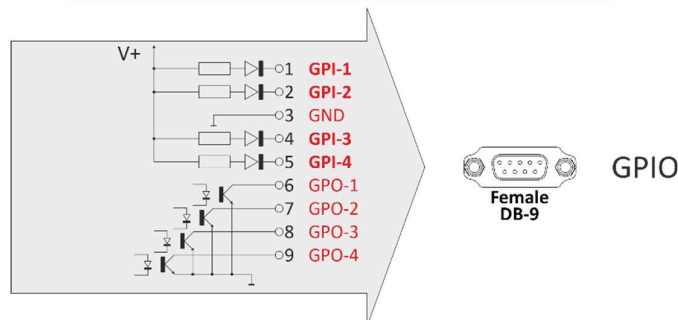 V+
1 GPI-1
2 GPI-2
3 GND
4 GPI-3
5 GPI-4
6 GPO-1
7 GPO-2
8 GPO-3
9 GPO-4
GPIO
Female
DB-9